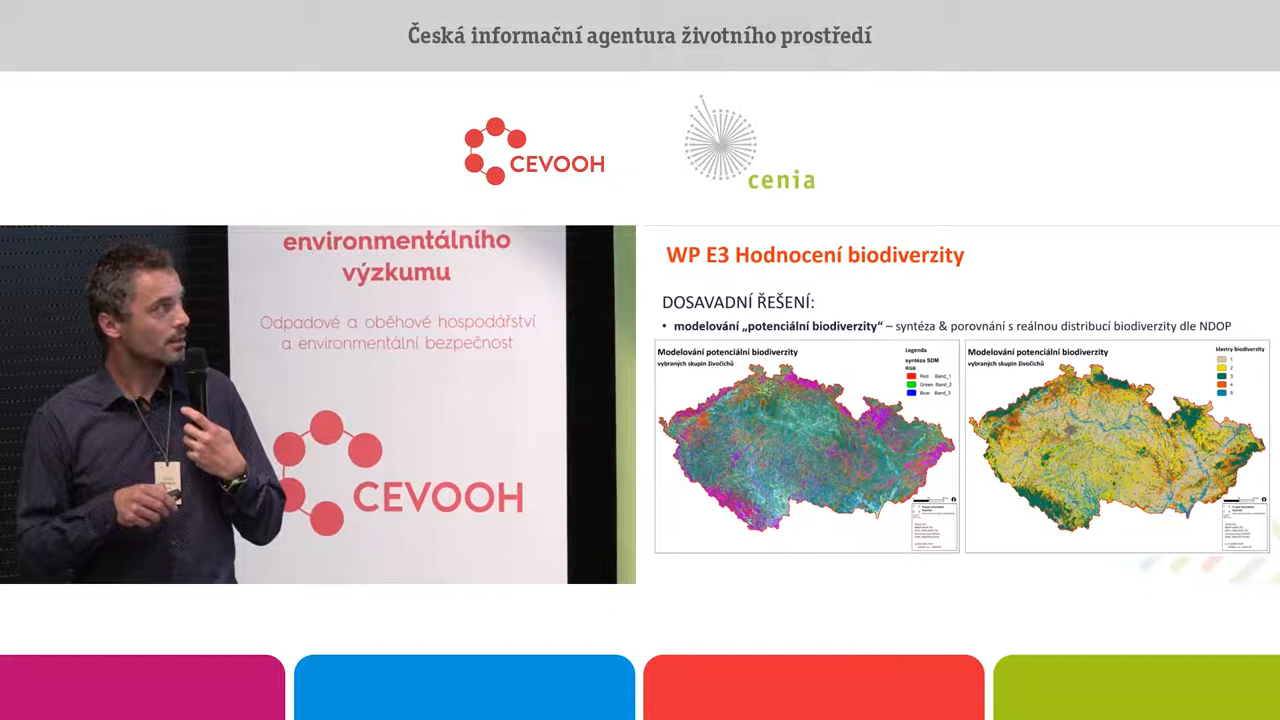 Česká informační agentura životního prostředí
CEVOOH
cenia
environmentálního
výzkumu
Odpadové a oběhové hospodářství
a environmentální bezpečnost
CEVOOH
WP E3 Hodnocení biodiverzity
DOSAVADNÍ ŘEŠENÍ:
• modelování „potenciální biodiverzity“ – syntéza & porovnání s reálnou distribucí biodiverzity dle NDOP
Modelování potenciální biodiverzity
vybraných skupin živočichů
Legenda
syntéza SDM
RGB
Red Band_1
Green Band_2
Blue Band_3
Modelování potenciální biodiverzity
vybraných skupin živočichů
klastry biodiverzity
1
2
3
4
5